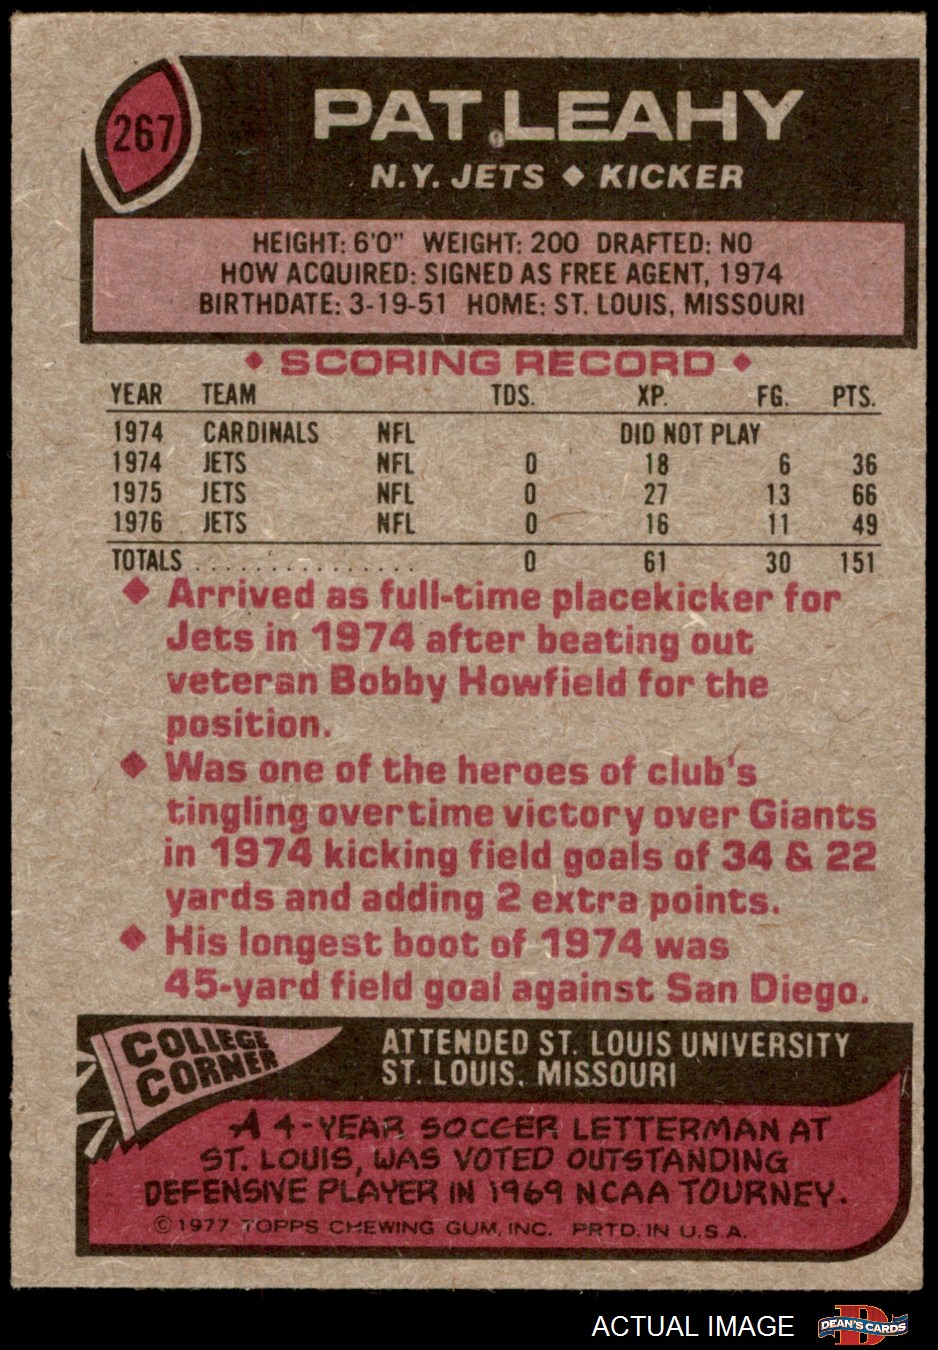 267
PAT LEAHY
N.Y. JETS ◆ KICKER
HEIGHT: 6'0" WEIGHT: 200 DRAFTED: NO
HOW ACQUIRED: SIGNED AS FREE AGENT, 1974
BIRTHDATE: 3-19-51 HOME: ST. LOUIS, MISSOURI
◆ SCORING RECORD ◆
YEAR TEAM TDS. XP. FG. PTS.
1974 CARDINALS NFL DID NOT PLAY
1974 JETS NFL 0 18 6 36
1975 JETS NFL 0 27 13 66
1976 JETS NFL 0 16 11 49
TOTALS . . . . . . . . . . . . . . . 0 61 30 151
◆ Arrived as full-time placekicker for
Jets in 1974 after beating out
veteran Bobby Howfield for the
position.
◆ Was one of the heroes of club's
tingling overtime victory over Giants
in 1974 kicking field goals of 34 & 22
yards and adding 2 extra points.
◆ His longest boot of 1974 was
45-yard field goal against San Diego.
COLLEGE
CORNER
ATTENDED ST. LOUIS UNIVERSITY
ST. LOUIS, MISSOURI
A 4-YEAR SOCCER LETTERMAN AT
ST. LOUIS, WAS VOTED OUTSTANDING
DEFENSIVE PLAYER IN 1969 NCAA TOURNEY.
©1977 TOPPS CHEWING GUM, INC. PRTD. IN U.S.A.
ACTUAL IMAGE
D
DEAN'S CARDS